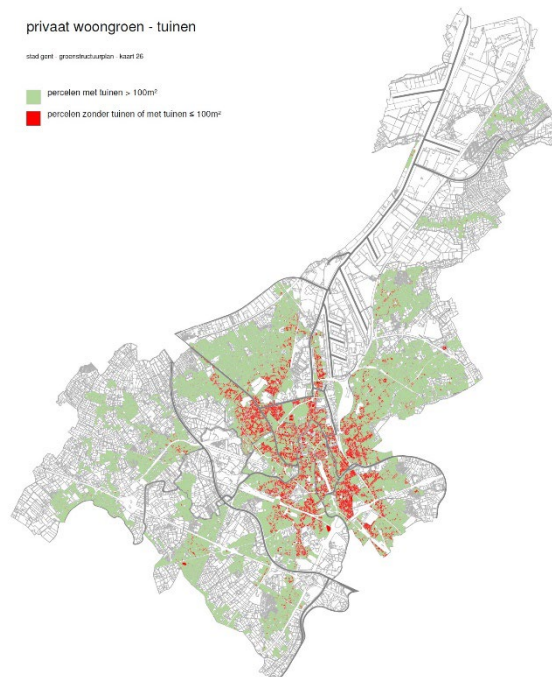 privaat woongroen - tuinen
stad gent - groenstructuurplan - kaart 26
percelen met tuinen > 100m²
percelen zonder tuinen of met tuinen ≤ 100m²